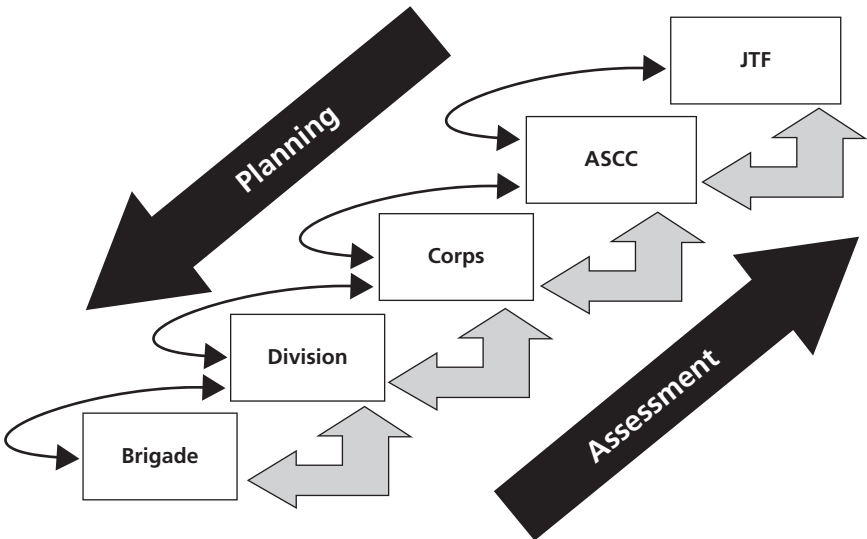 JTF
Planning
ASCC
Corps
Division
Assessment
Brigade